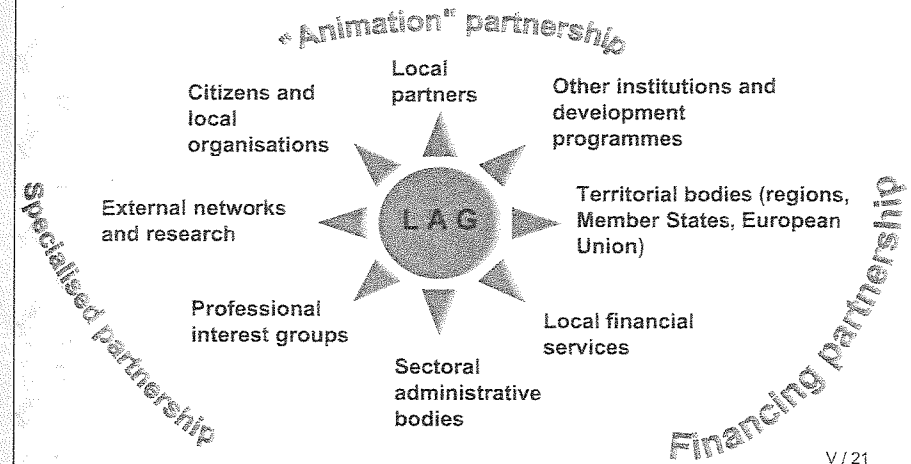 "Animation" partnership
Local
partners
Citizens and
local
organisations
Other institutions and
development
programmes
External networks
and research
LAG
Territorial bodies (regions,
Member States, European
Union)
Professional
interest groups
Local financial
services
Sectoral
administrative
bodies
Specialised partnership
Financing partnership
V / 21